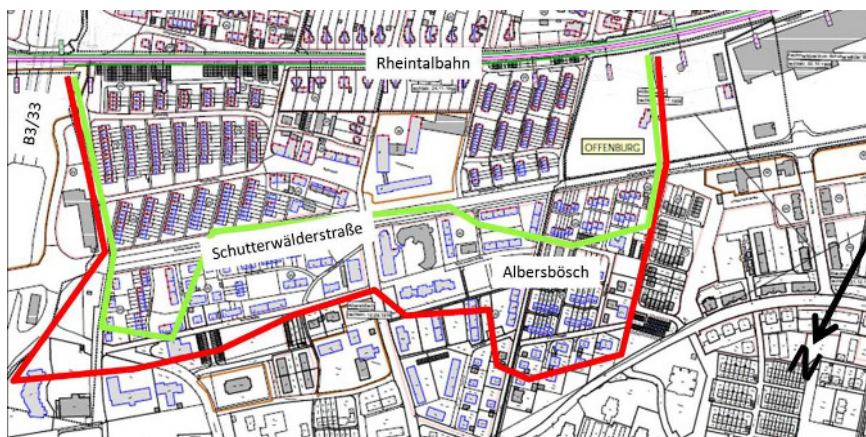 Rheintalbahn
B3/33
OFFENBURG
Schutterwälderstraße
Albersbösch
N